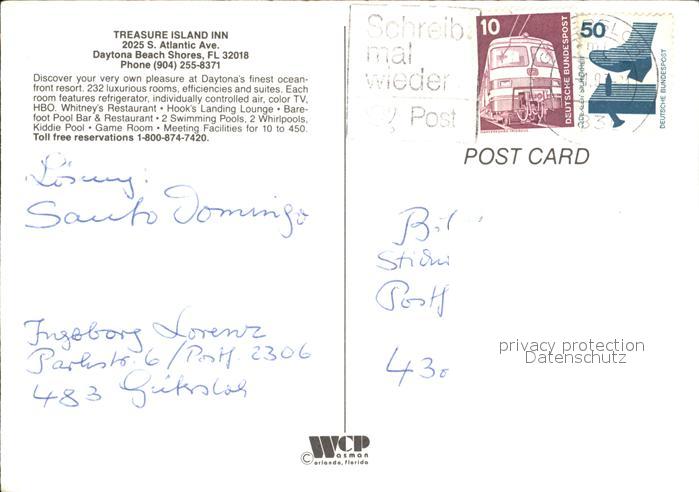 TREASURE ISLAND INN
2025 S. Atlantic Ave.
Daytona Beach Shores, FL 32018
Phone (904) 255-8371
Discover your very own pleasure at Daytona's finest ocean-
front resort. 232 luxurious rooms, efficiencies and suites. Each
room features refrigerator, individually controlled air, color TV,
HBO. Whitney's Restaurant • Hook's Landing Lounge • Bare-
foot Pool Bar & Restaurant • 2 Swimming Pools, 2 Whirlpools,
Kiddie Pool • Game Room • Meeting Facilities for 10 to 450.
Toll free reservations 1-800-874-7420.
Schreib
mal
wieder
Post
10
DEUTSCHE BUNDESPOST
50
DEUTSCHE BUNDESPOST
POST CARD
Lösung:
Santo Domingo
Ingeborg Lorenz
Parkstr. 6/Postf. 2306
483 Gütersloh
Postf
430
privacy protection
Datenschutz
WCP
© Wasman
orlando, florida